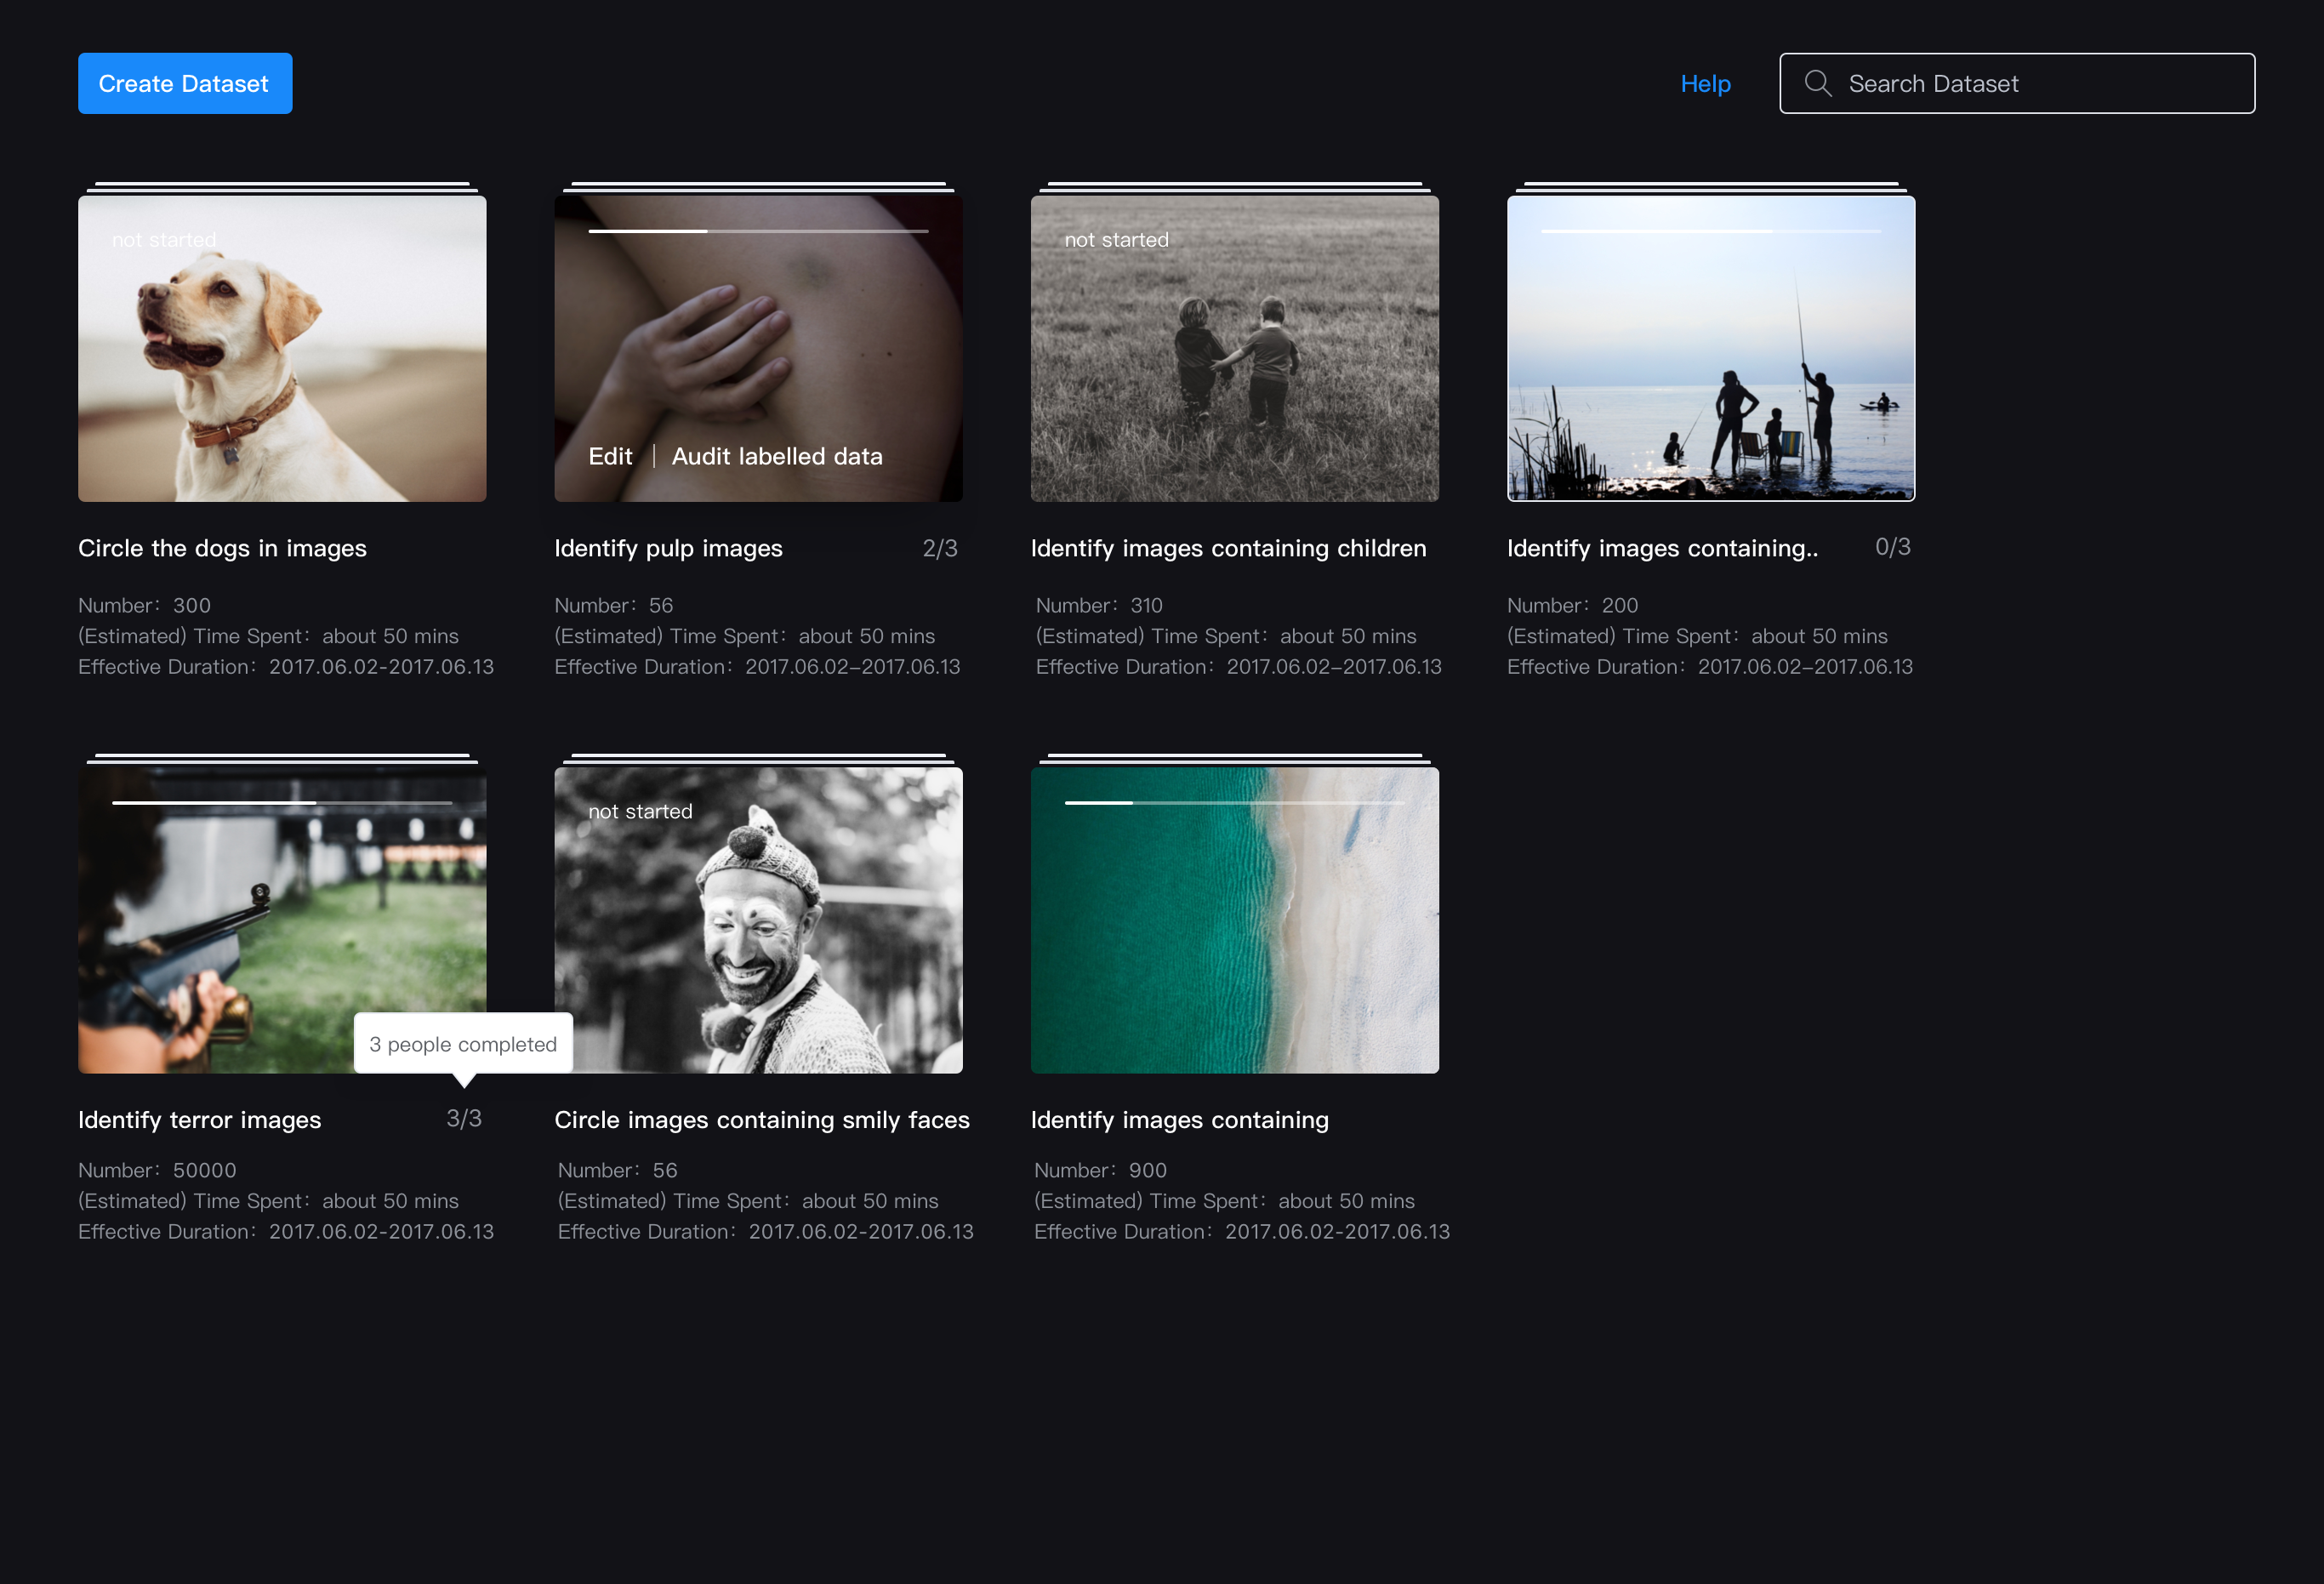 Create Dataset
Help
Search Dataset
not started
Edit | Audit labelled data
not started
Circle the dogs in images
Identify pulp images 2/3
Identify images containing children
Identify images containing.. 0/3
Number: 300
(Estimated) Time Spent: about 50 mins
Effective Duration: 2017.06.02-2017.06.13
Number: 56
(Estimated) Time Spent: about 50 mins
Effective Duration: 2017.06.02–2017.06.13
Number: 310
(Estimated) Time Spent: about 50 mins
Effective Duration: 2017.06.02–2017.06.13
Number: 200
(Estimated) Time Spent: about 50 mins
Effective Duration: 2017.06.02–2017.06.13
not started
3 people completed
Identify terror images 3/3
Circle images containing smily faces
Identify images containing
Number: 50000
(Estimated) Time Spent: about 50 mins
Effective Duration: 2017.06.02-2017.06.13
Number: 56
(Estimated) Time Spent: about 50 mins
Effective Duration: 2017.06.02-2017.06.13
Number: 900
(Estimated) Time Spent: about 50 mins
Effective Duration: 2017.06.02-2017.06.13